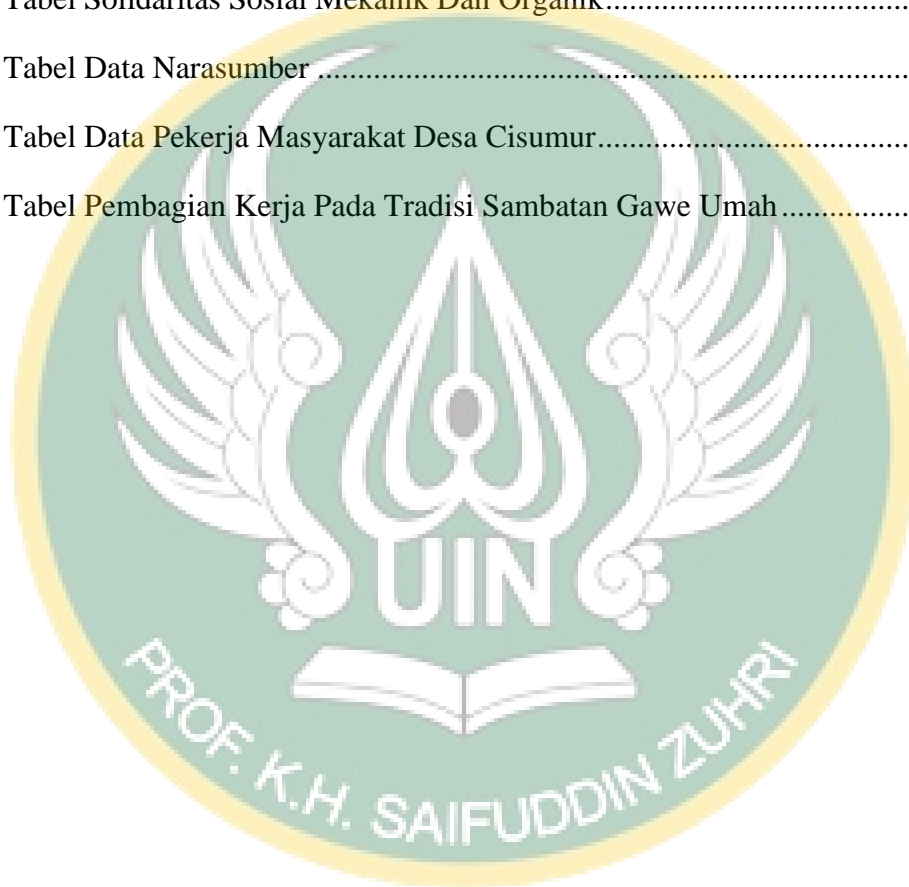 Tabel Solidaritas Sosial Mekanik Dan Organik....................................
Tabel Data Narasumber ........................................................................
Tabel Data Pekerja Masyarakat Desa Cisumur......................................
Tabel Pembagian Kerja Pada Tradisi Sambatan Gawe Umah................
UIN
PROF. K.H. SAIFUDDIN ZUHRI